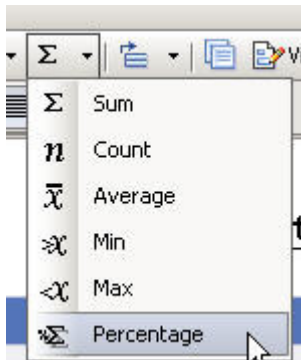 Σ
Σ Sum
n Count
x̄ Average
≥x Min
<x Max
%Σ Percentage